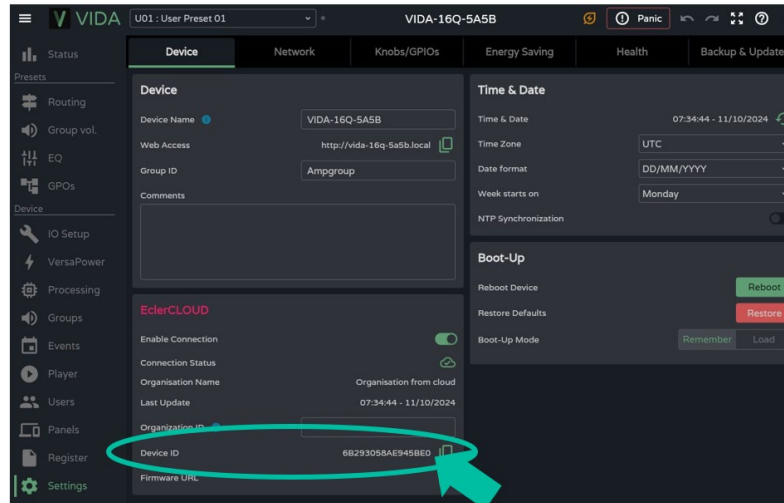 VIDA
U01 : User Preset 01
VIDA-16Q-5A5B
Panic
Status
Presets
Routing
Group vol.
EQ
GPOs
Device
IO Setup
VersaPower
Processing
Groups
Events
Player
Users
Panels
Register
Settings
Device
Network
Knobs/GPIOs
Energy Saving
Health
Backup & Update
Device
Device Name
VIDA-16Q-5A5B
Web Access
http://vida-16q-5a5b.local
Group ID
Ampgroup
Comments
EclerCLOUD
Enable Connection
Connection Status
Organisation Name
Organisation from cloud
Last Update
07:34:44 - 11/10/2024
Organization ID
Device ID
6B293058AE945BE0
Firmware URL
Time & Date
Time & Date
07:34:44 - 11/10/2024
Time Zone
UTC
Date format
DD/MM/YYYY
Week starts on
Monday
NTP Synchronization
Boot-Up
Reboot Device
Reboot
Restore Defaults
Restore
Boot-Up Mode
Remember
Load